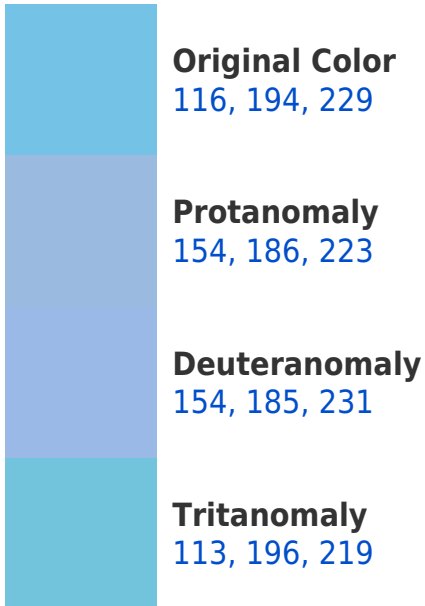 Original Color
116, 194, 229
Protanomaly
154, 186, 223
Deuteranomaly
154, 185, 231
Tritanomaly
113, 196, 219